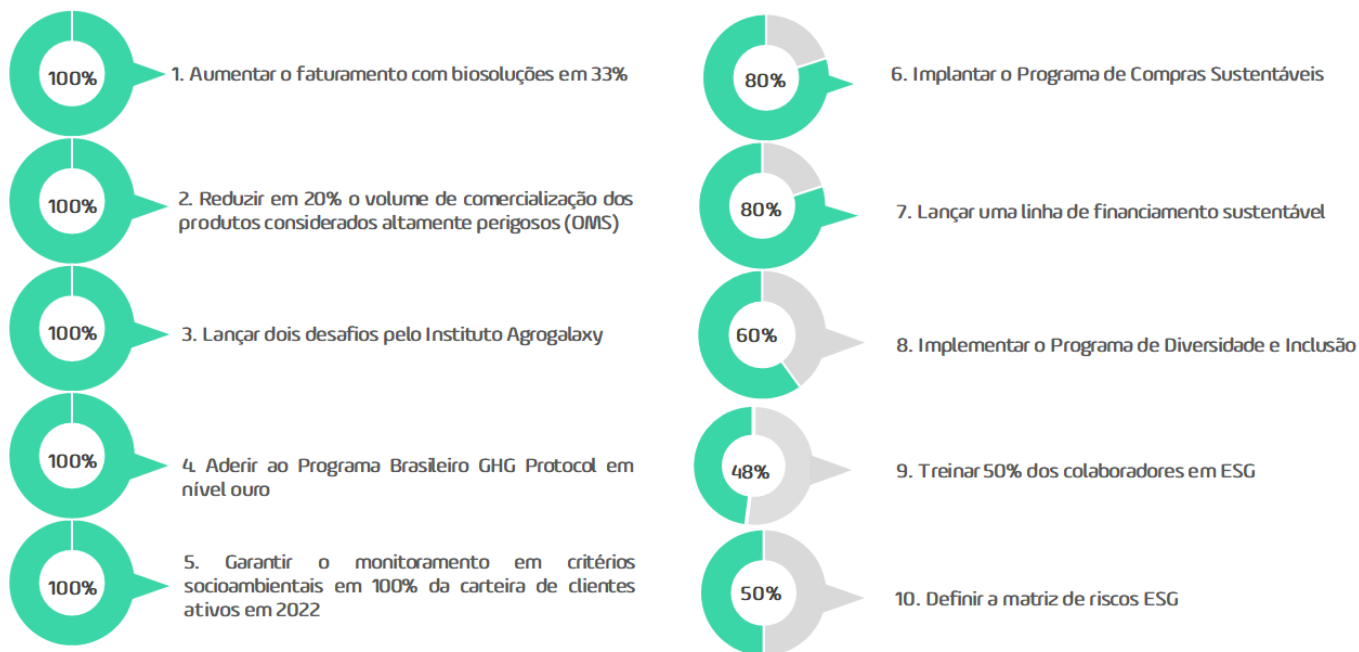 100%
1. Aumentar o faturamento com biosoluções em 33%
100%
2. Reduzir em 20% o volume de comercialização dos
produtos considerados altamente perigosos (OMS)
100%
3. Lançar dois desafios pelo Instituto Agrogalaxy
100%
4. Aderir ao Programa Brasileiro GHG Protocol em
nível ouro
100%
5. Garantir o monitoramento em critérios
socioambientais em 100% da carteira de clientes
ativos em 2022
80%
6. Implantar o Programa de Compras Sustentáveis
80%
7. Lançar uma linha de financiamento sustentável
60%
8. Implementar o Programa de Diversidade e Inclusão
48%
9. Treinar 50% dos colaboradores em ESG
50%
10. Definir a matriz de riscos ESG